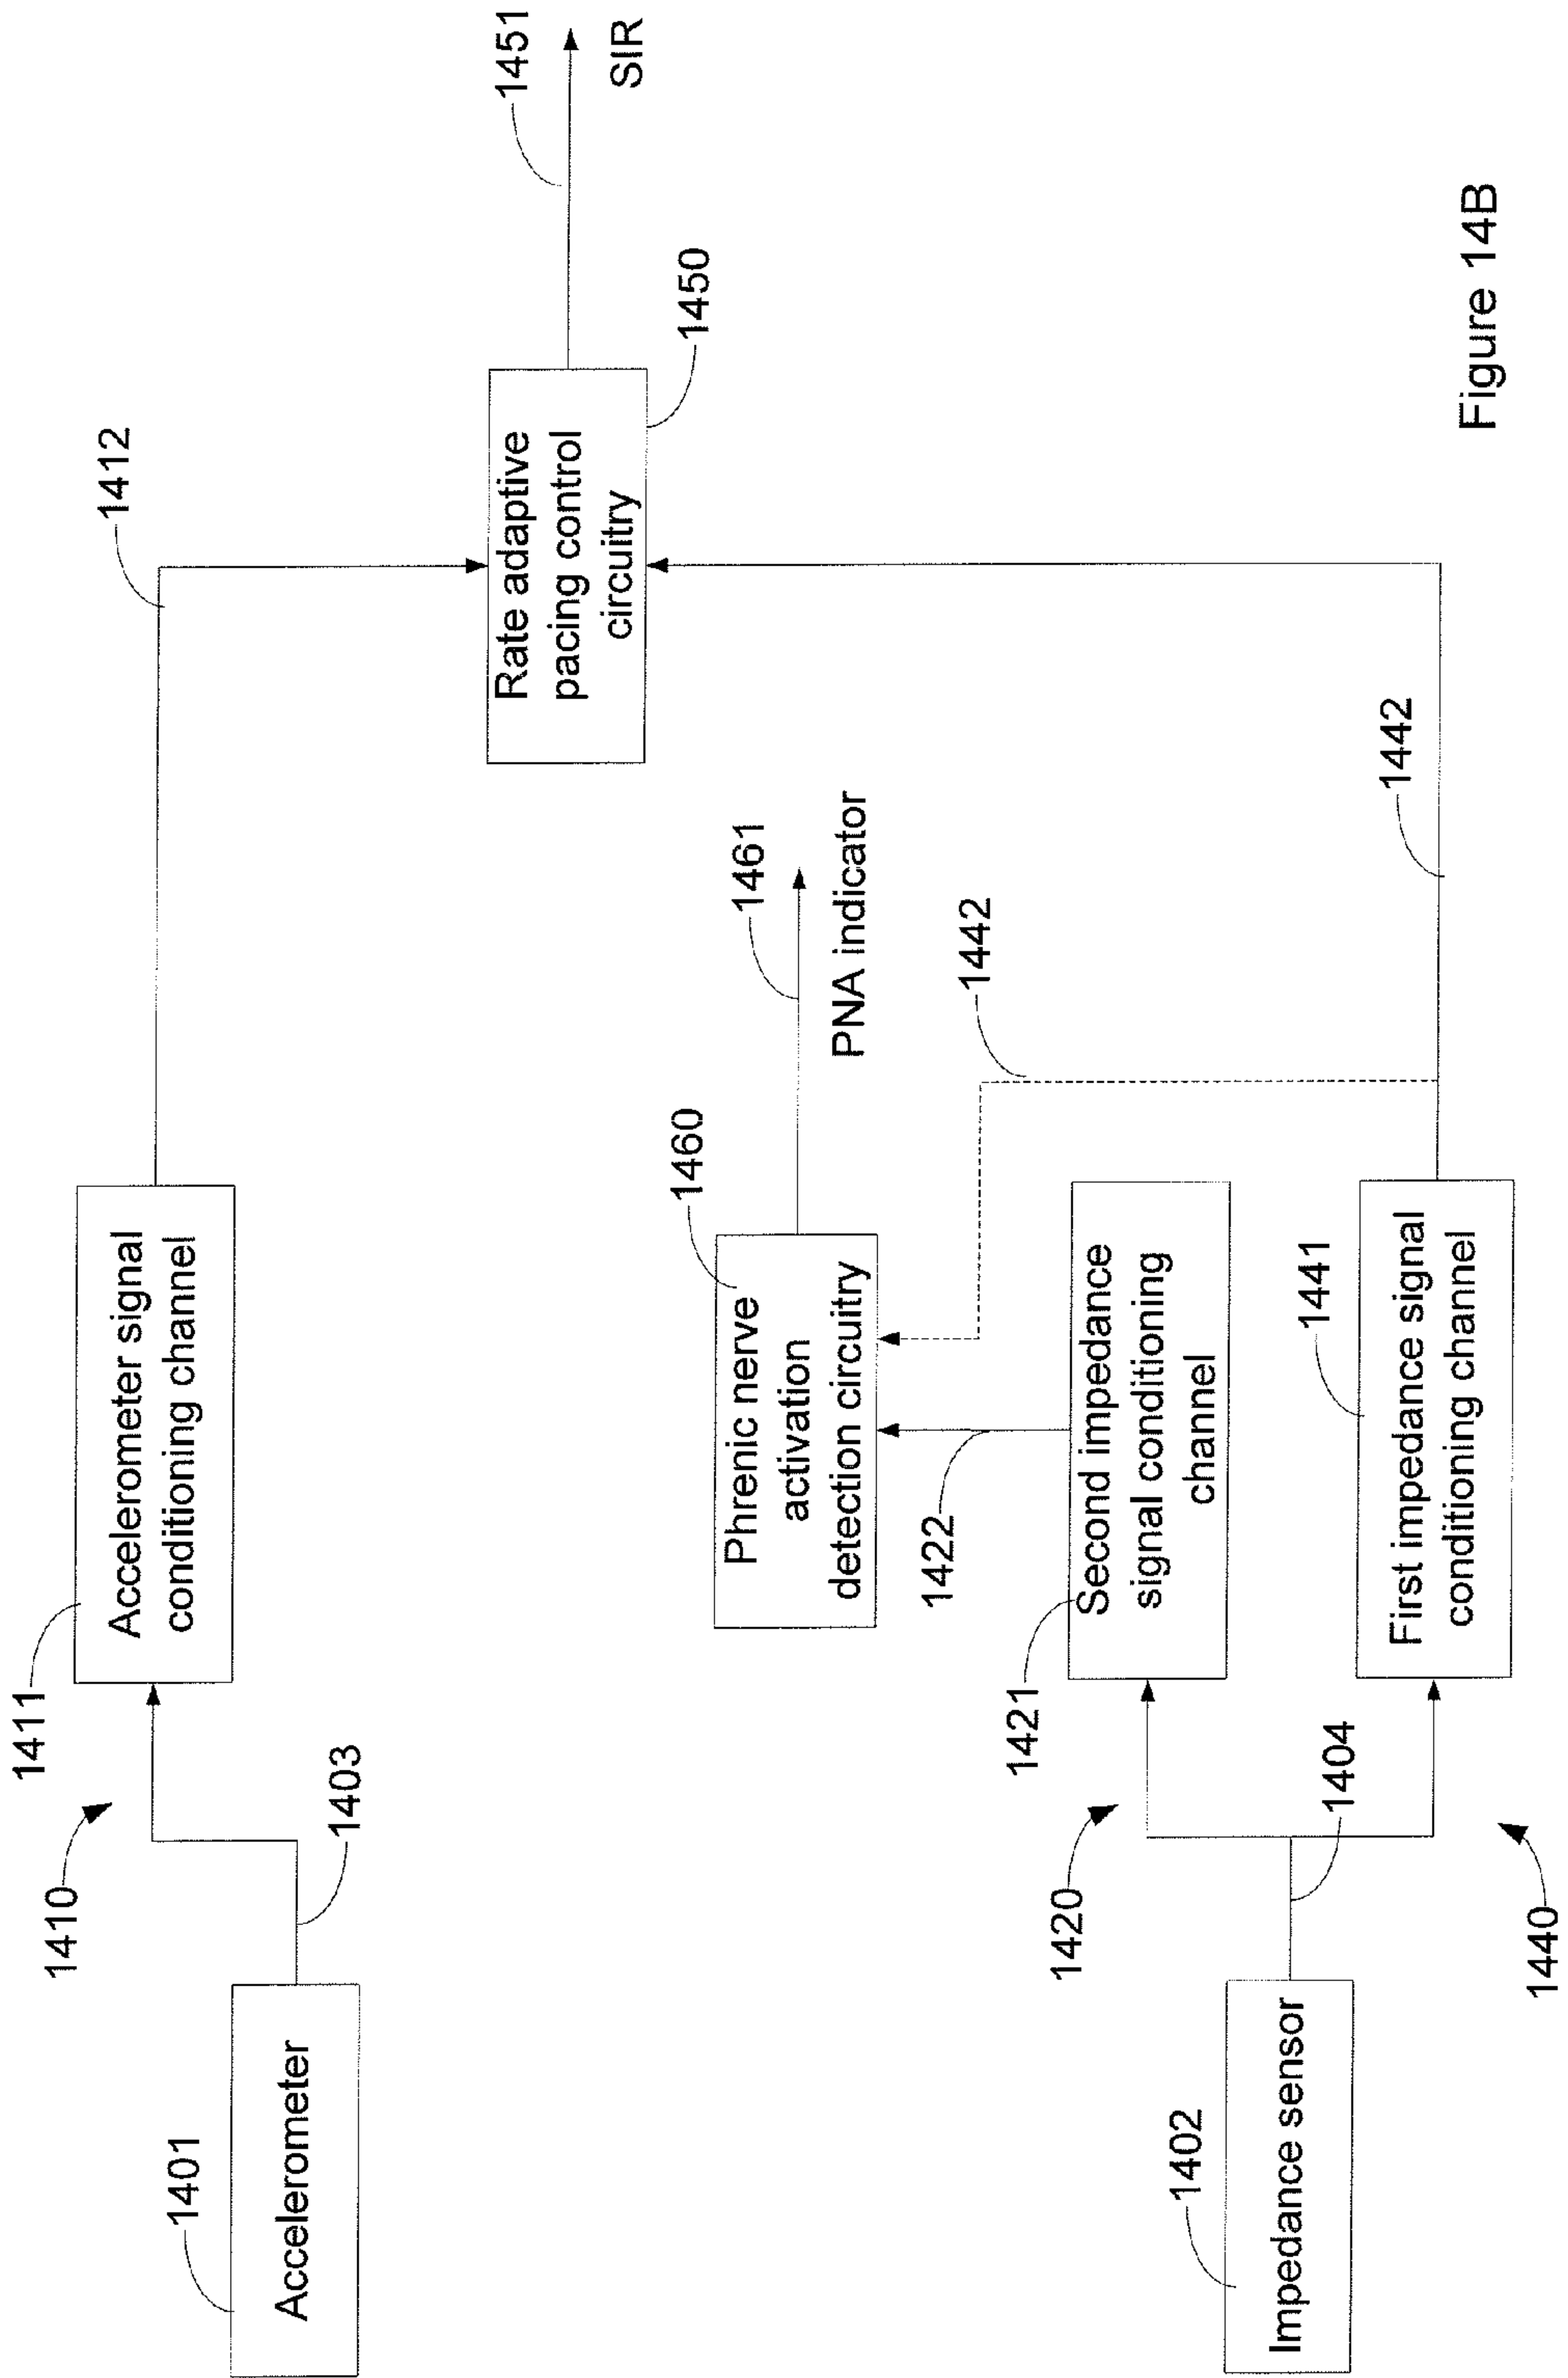 1401
Accelerometer
1403
1410
1411
Accelerometer signal
conditioning channel
1412
Rate adaptive
pacing control
circuitry
1450
1451
SIR
1460
Phrenic nerve
activation
detection circuitry
1461
PNA indicator
1422
1442
1402
Impedance sensor
1404
1420
1421
Second impedance
signal conditioning
channel
1440
1441
First impedance signal
conditioning channel
1442
Figure 14B